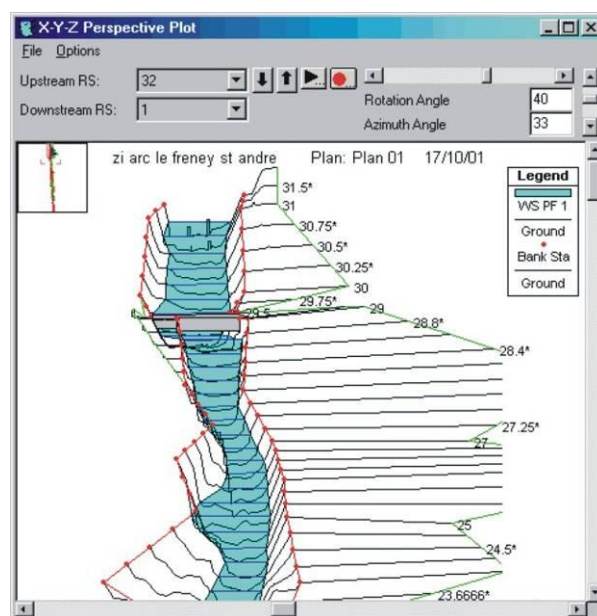 X-Y-Z Perspective Plot
File Options
Upstream RS: 32
Downstream RS: 1
Rotation Angle 40
Azimuth Angle 33
zi arc le freney st andre Plan: Plan 01 17/10/01
Legend
WS PF 1
Ground
Bank Sta
Ground
31.5*
31
30.75*
30.5*
30.25*
30
29.75*
29.5
29
28.8*
28.4*
27.25*
27
25
24.5*
23.6666*